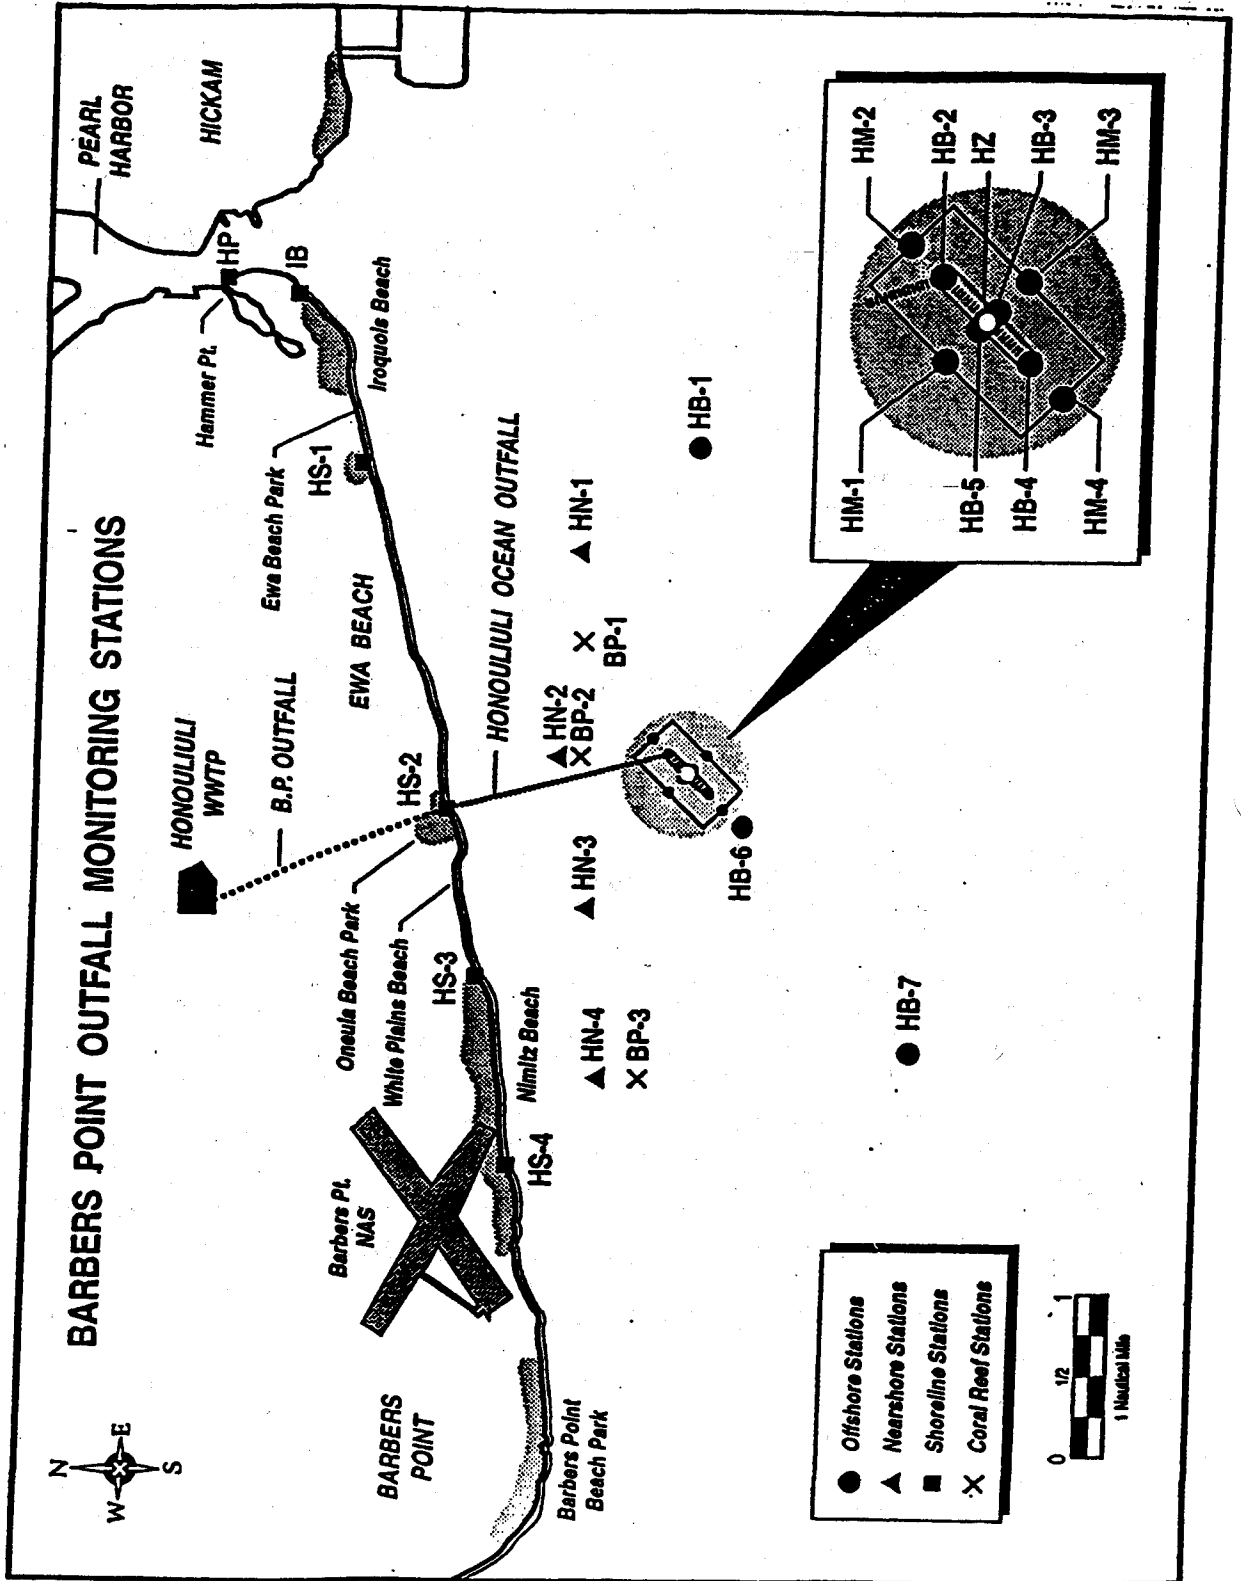 BARBERS POINT OUTFALL MONITORING STATIONS
N
W
E
S
PEARL
HARBOR
HICKAM
HP
IB
Hammer Pt.
Iroquois Beach
Ewa Beach Park
HS-1
EWA BEACH
HONOULIULI
WWTP
B.P. OUTFALL
HS-2
Oneula Beach Park
White Plains Beach
HS-3
Nimitz Beach
Barbers Pt.
NAS
HS-4
BARBERS
POINT
Barbers Point
Beach Park
HONOULIULI OCEAN OUTFALL
HN-1
BP-1
HN-2
BP-2
HN-3
HN-4
BP-3
HB-1
HB-6
HB-7
HM-1
HB-5
HB-4
HM-4
HM-2
HB-2
HZ
HB-3
HM-3
Offshore Stations
Nearshore Stations
Shoreline Stations
Coral Reef Stations
0 1/2 1
1 Nautical Mile